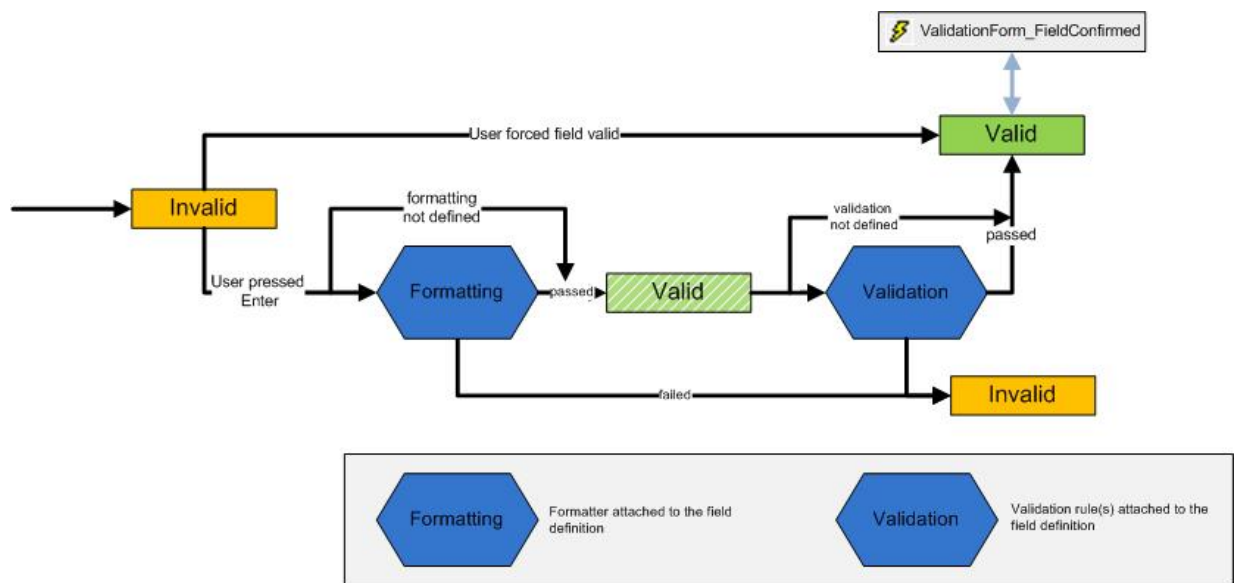 ValidationForm_FieldConfirmed
User forced field valid
Valid
Invalid
formatting
not defined
validation
not defined
passed
User pressed
Enter
Formatting
passed
Valid
Validation
failed
Invalid
Formatting
Formatter attached to the field
definition
Validation
Validation rule(s) attached to the
field definition